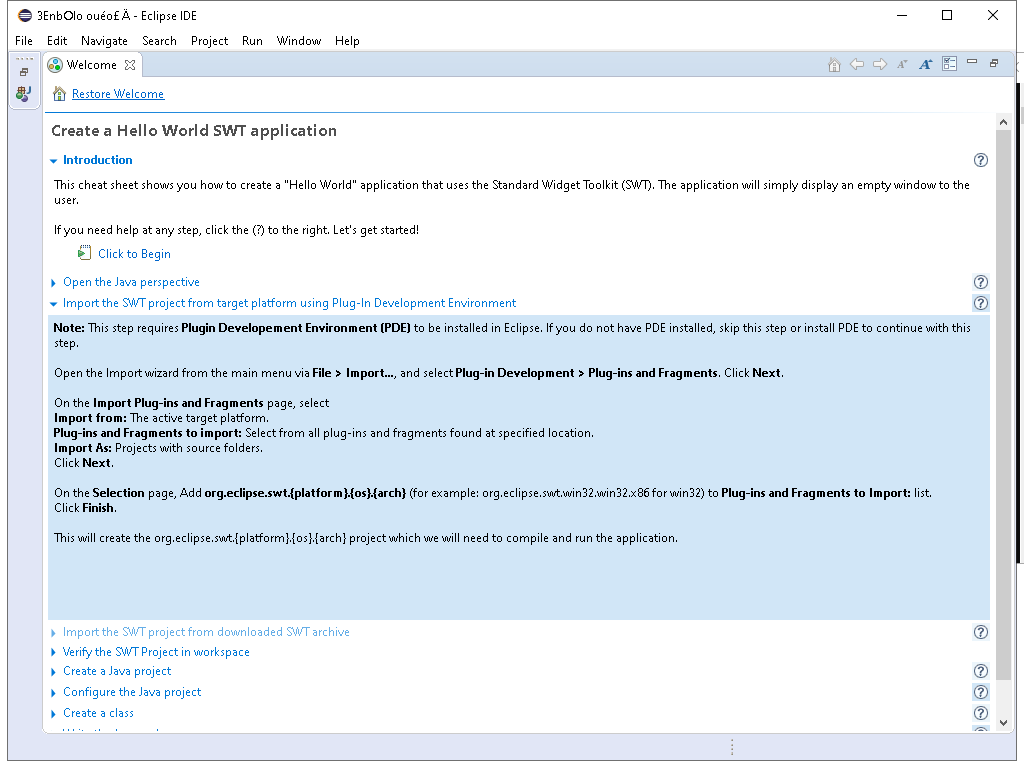 3EnbOlo ouéo£Ä - Eclipse IDE
File Edit Navigate Search Project Run Window Help
Welcome
Restore Welcome
Create a Hello World SWT application
Introduction
This cheat sheet shows you how to create a "Hello World" application that uses the Standard Widget Toolkit (SWT). The application will simply display an empty window to the
user.
If you need help at any step, click the (?) to the right. Let's get started!
Click to Begin
Open the Java perspective
Import the SWT project from target platform using Plug-In Development Environment
Note: This step requires Plugin Developement Environment (PDE) to be installed in Eclipse. If you do not have PDE installed, skip this step or install PDE to continue with this
step.
Open the Import wizard from the main menu via File > Import..., and select Plug-in Development > Plug-ins and Fragments. Click Next.
On the Import Plug-ins and Fragments page, select
Import from: The active target platform.
Plug-ins and Fragments to import: Select from all plug-ins and fragments found at specified location.
Import As: Projects with source folders.
Click Next.
On the Selection page, Add org.eclipse.swt.{platform}.{os}.{arch} (for example: org.eclipse.swt.win32.win32.x86 for win32) to Plug-ins and Fragments to Import: list.
Click Finish.
This will create the org.eclipse.swt.{platform}.{os}.{arch} project which we will need to compile and run the application.
Import the SWT project from downloaded SWT archive
Verify the SWT Project in workspace
Create a Java project
Configure the Java project
Create a class